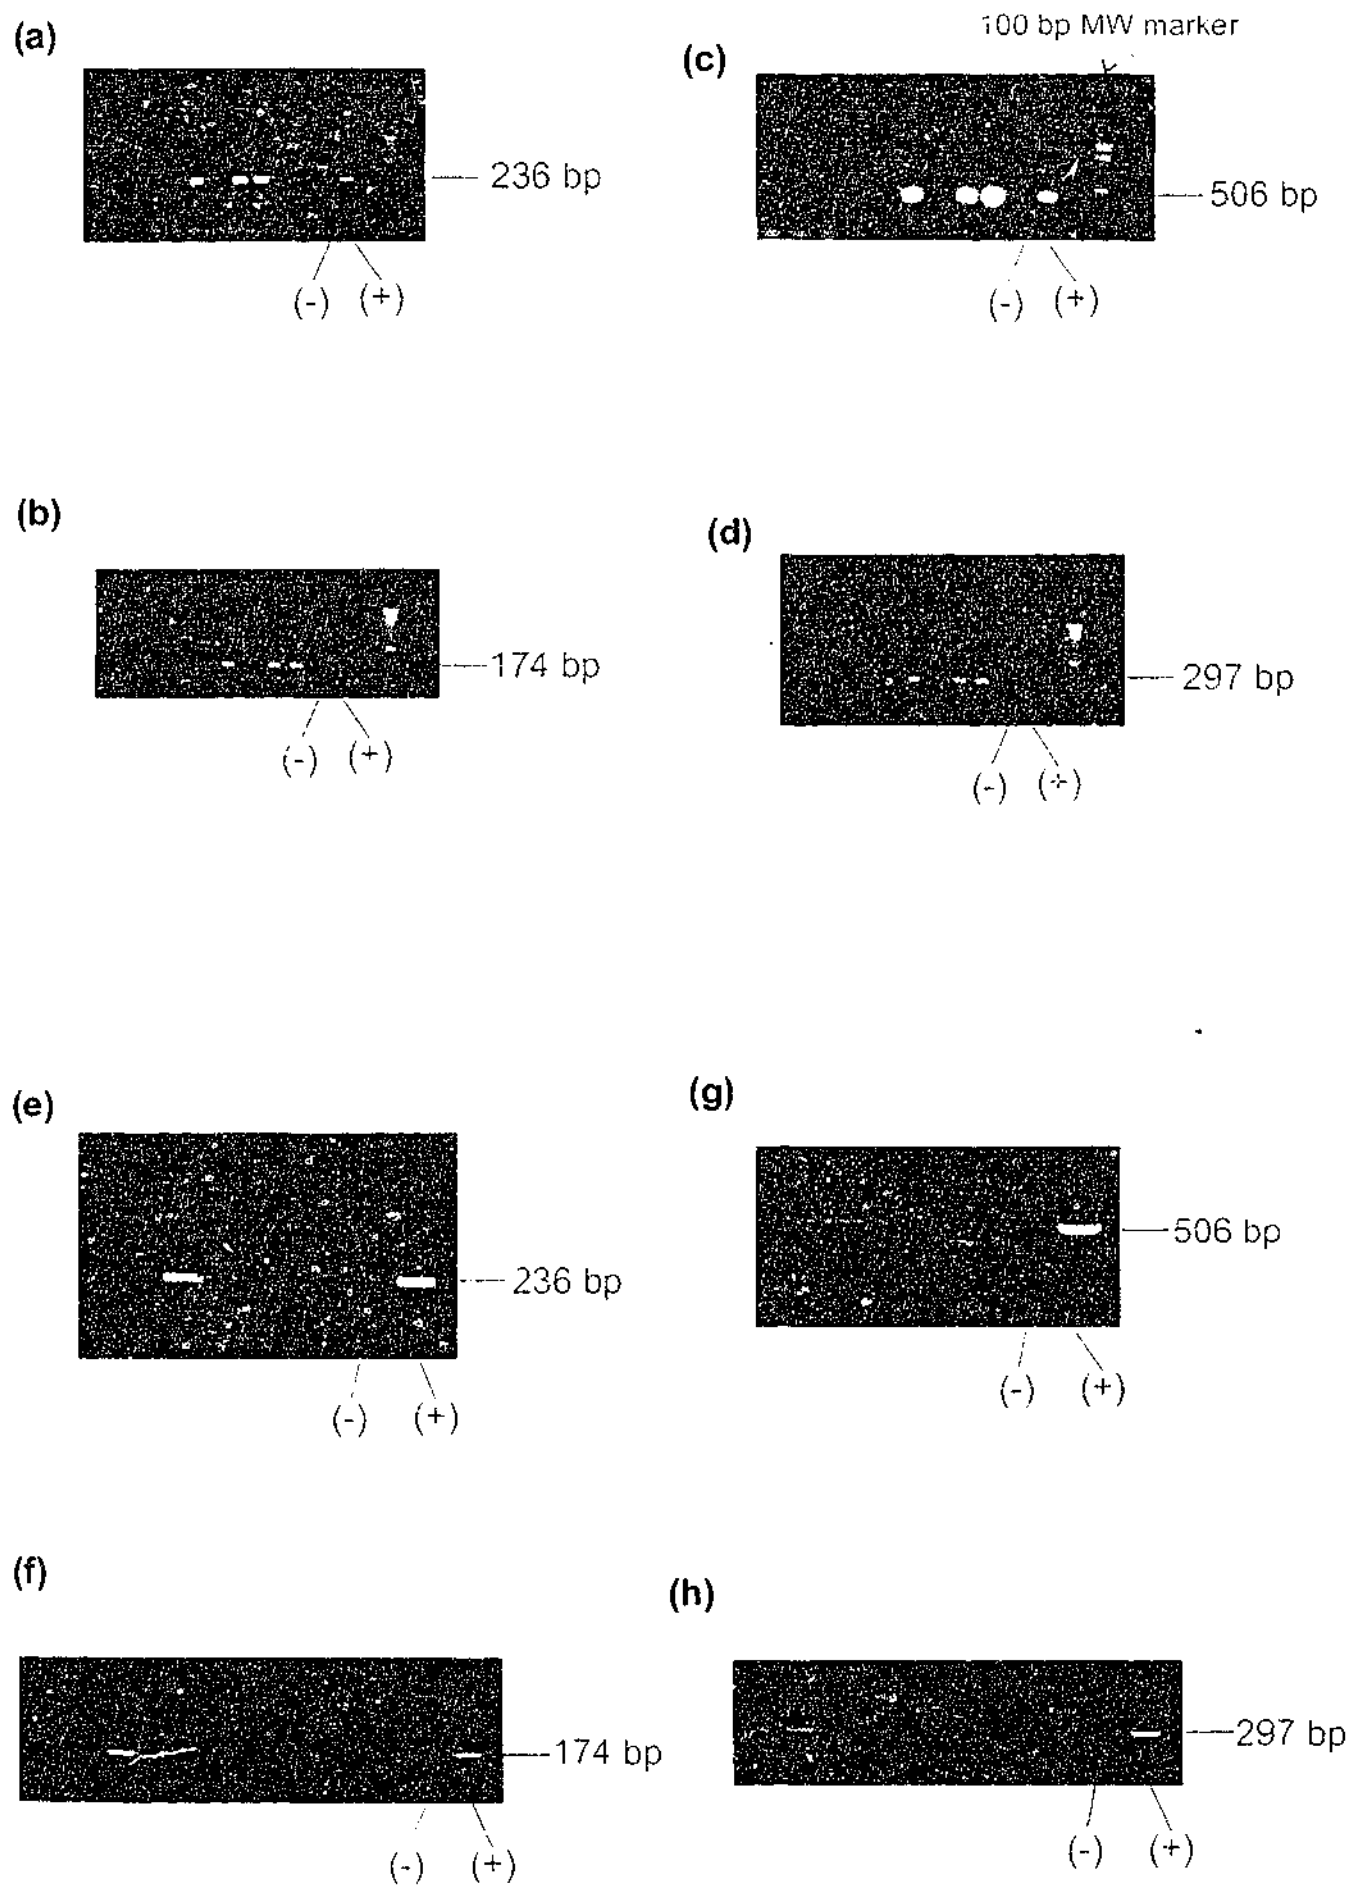 (a)
236 bp
(-) (+)
100 bp MW marker
(c)
506 bp
(-) (+)
(b)
174 bp
(-) (+)
(d)
297 bp
(-) (+)
(e)
236 bp
(-) (+)
(g)
506 bp
(-) (+)
(f)
174 bp
(-) (+)
(h)
297 bp
(-) (+)